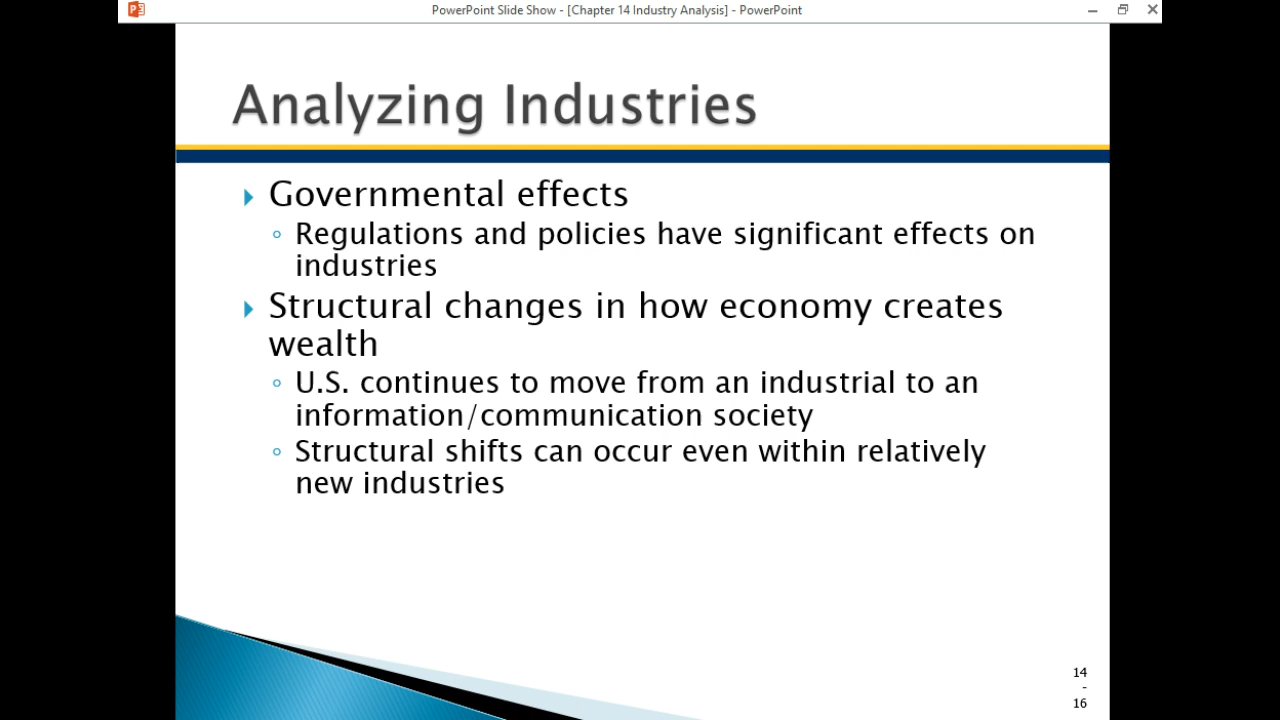 PowerPoint Slide Show - [Chapter 14 Industry Analysis] - PowerPoint
Analyzing Industries
Governmental effects
Regulations and policies have significant effects on
industries
Structural changes in how economy creates
wealth
U.S. continues to move from an industrial to an
information/communication society
Structural shifts can occur even within relatively
new industries
14
-
16